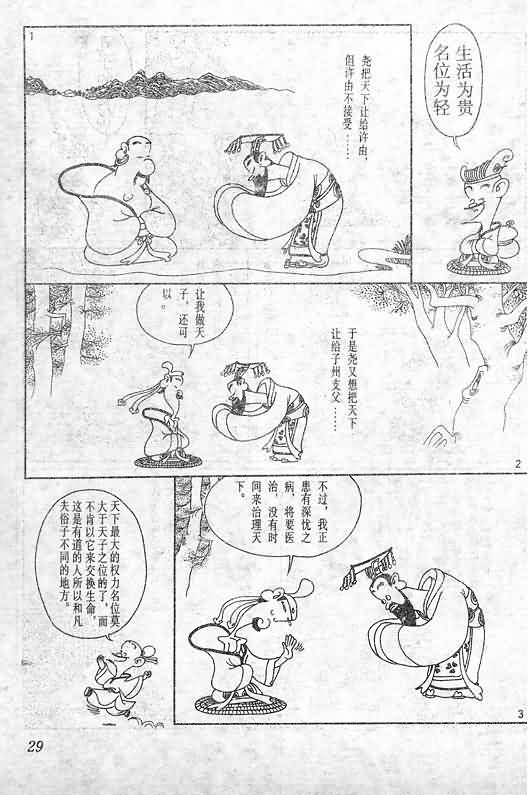 生活为贵
名位为轻
1
尧把天下让给许由，
但许由不接受……
于是尧又想把天下
让给子州支父……
让我做天
子，还可
以。
2
不过，我正
患有深忧之
病，将要医
治，没有时
间来治理天
下。
3
天下最大的权力名位莫
大于天子之位的了，而
不肯以它来交换生命，
这是有道的人所以和凡
夫俗子不同的地方。
29